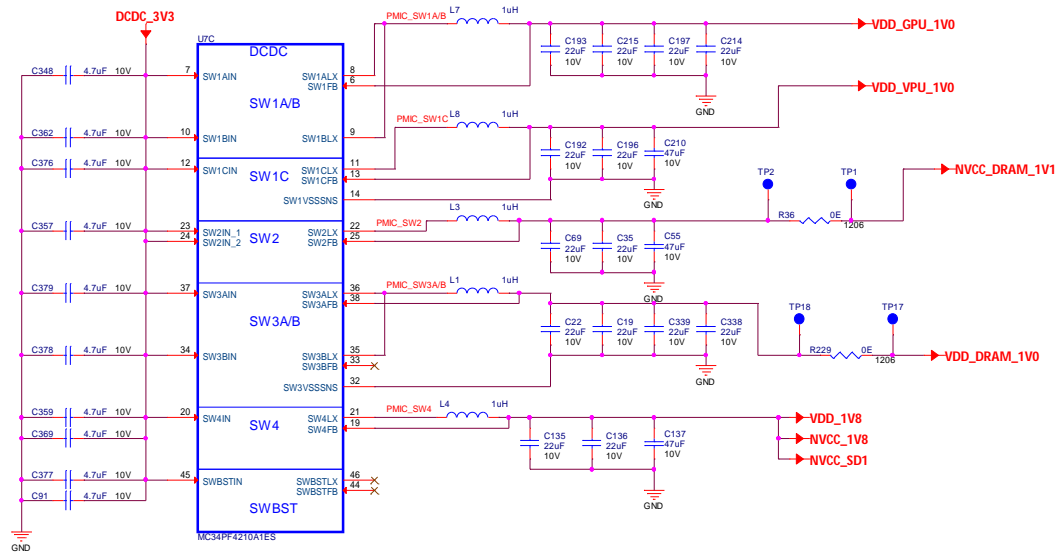 DCDC_3V3
U7C
DCDC
L7 1uH
PMIC_SW1A/B
VDD_GPU_1V0
C193 22uF 10V
C215 22uF 10V
C197 22uF 10V
C214 22uF 10V
GND
C348 4.7uF 10V
7 SW1AIN
SW1ALX 8
SW1FB 6
SW1A/B
VDD_VPU_1V0
C362 4.7uF 10V
10 SW1BIN
SW1BLX 9
PMIC_SW1C
L8 1uH
C192 22uF 10V
C196 22uF 10V
C210 47uF 10V
GND
C376 4.7uF 10V
12 SW1CIN
SW1CLX 11
SW1CFB 13
SW1C
SW1VSSSNS 14
TP2
TP1
NVCC_DRAM_1V1
R36 0E
1206
C357 4.7uF 10V
23 SW2IN_1
24 SW2IN_2
SW2LX 22
SW2FB 25
SW2
PMIC_SW2
L3 1uH
C69 22uF 10V
C35 22uF 10V
C55 47uF 10V
GND
C379 4.7uF 10V
37 SW3AIN
SW3ALX 36
SW3AFB 38
SW3A/B
PMIC_SW3A/B
L1 1uH
C22 22uF 10V
C19 22uF 10V
C339 22uF 10V
C338 22uF 10V
GND
TP18
TP17
R229 0E
1206
VDD_DRAM_1V0
C378 4.7uF 10V
34 SW3BIN
SW3BLX 35
SW3BFB 33
SW3VSSSNS 32
C359 4.7uF 10V
C369 4.7uF 10V
20 SW4IN
SW4LX 21
SW4FB 19
SW4
PMIC_SW4
L4 1uH
C135 22uF 10V
C136 22uF 10V
C137 47uF 10V
GND
VDD_1V8
NVCC_1V8
NVCC_SD1
C377 4.7uF 10V
C91 4.7uF 10V
45 SWBSTIN
SWBSTLX 46
SWBSTFB 44
SWBST
MC34PF4210A1ES
GND